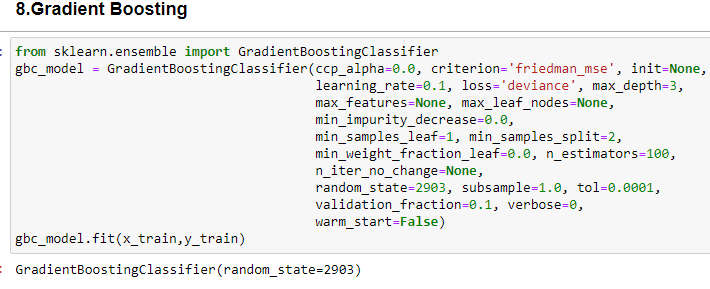 8.Gradient Boosting
: from sklearn.ensemble import GradientBoostingClassifier
gbc_model = GradientBoostingClassifier(ccp_alpha=0.0, criterion='friedman_mse', init=None,
learning_rate=0.1, loss='deviance', max_depth=3,
max_features=None, max_leaf_nodes=None,
min_impurity_decrease=0.0,
min_samples_leaf=1, min_samples_split=2,
min_weight_fraction_leaf=0.0, n_estimators=100,
n_iter_no_change=None,
random_state=2903, subsample=1.0, tol=0.0001,
validation_fraction=0.1, verbose=0,
warm_start=False)
gbc_model.fit(x_train,y_train)
: GradientBoostingClassifier(random_state=2903)